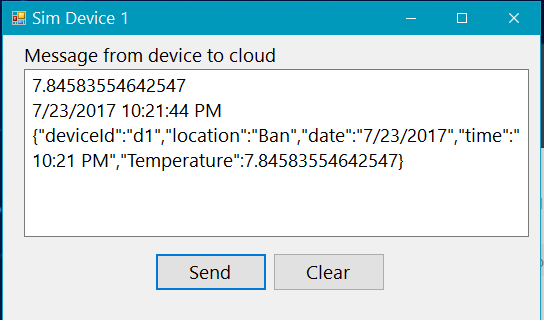 Sim Device 1
Message from device to cloud
7.84583554642547
7/23/2017 10:21:44 PM
{"deviceId":"d1","location":"Ban","date":"7/23/2017","time":"
10:21 PM","Temperature":7.84583554642547}
Send
Clear